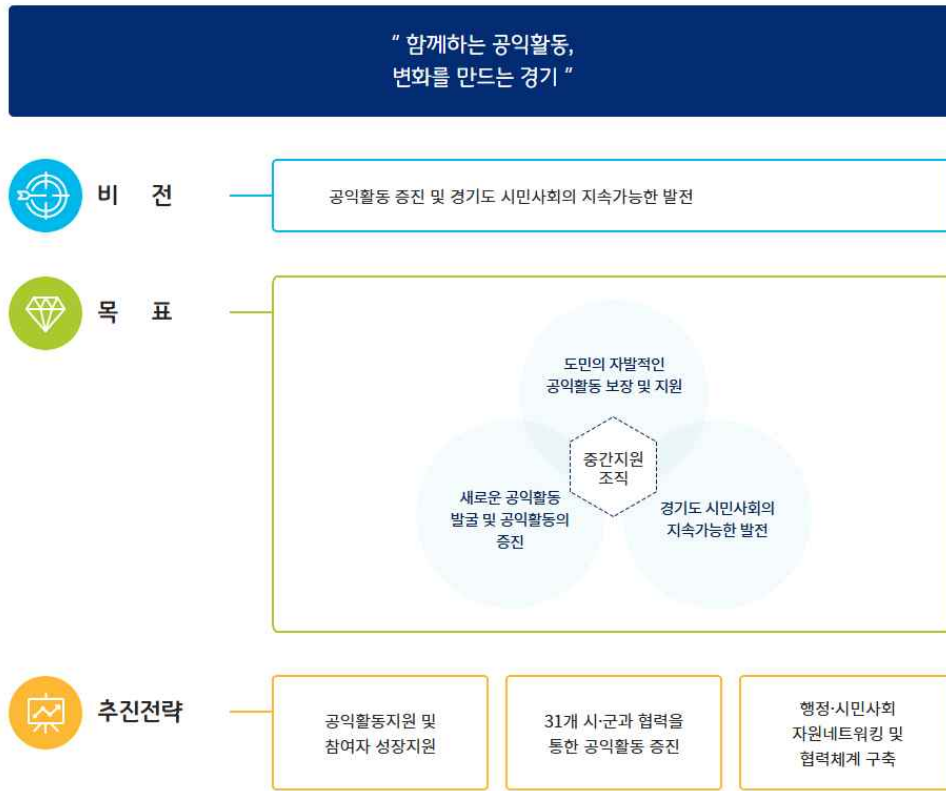 “ 함께하는 공익활동,
변화를 만드는 경기 ”
비 전
공익활동 증진 및 경기도 시민사회의 지속가능한 발전
목 표
도민의 자발적인
공익활동 보장 및 지원
중간지원
조직
새로운 공익활동
발굴 및 공익활동의
증진
경기도 시민사회의
지속가능한 발전
추진전략
공익활동지원 및
참여자 성장지원
31개 시·군과 협력을
통한 공익활동 증진
행정·시민사회
자원네트워킹 및
협력체계 구축